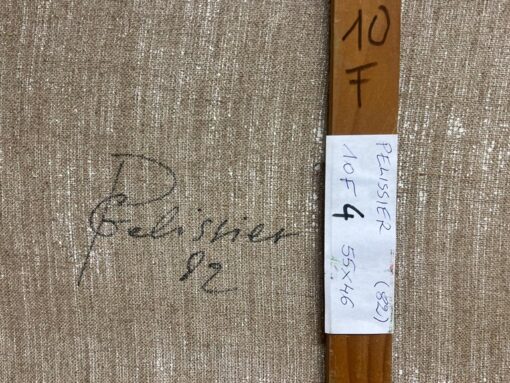 10
F
Pelissier
82
PELISSIER (82)
10F 4 55x46